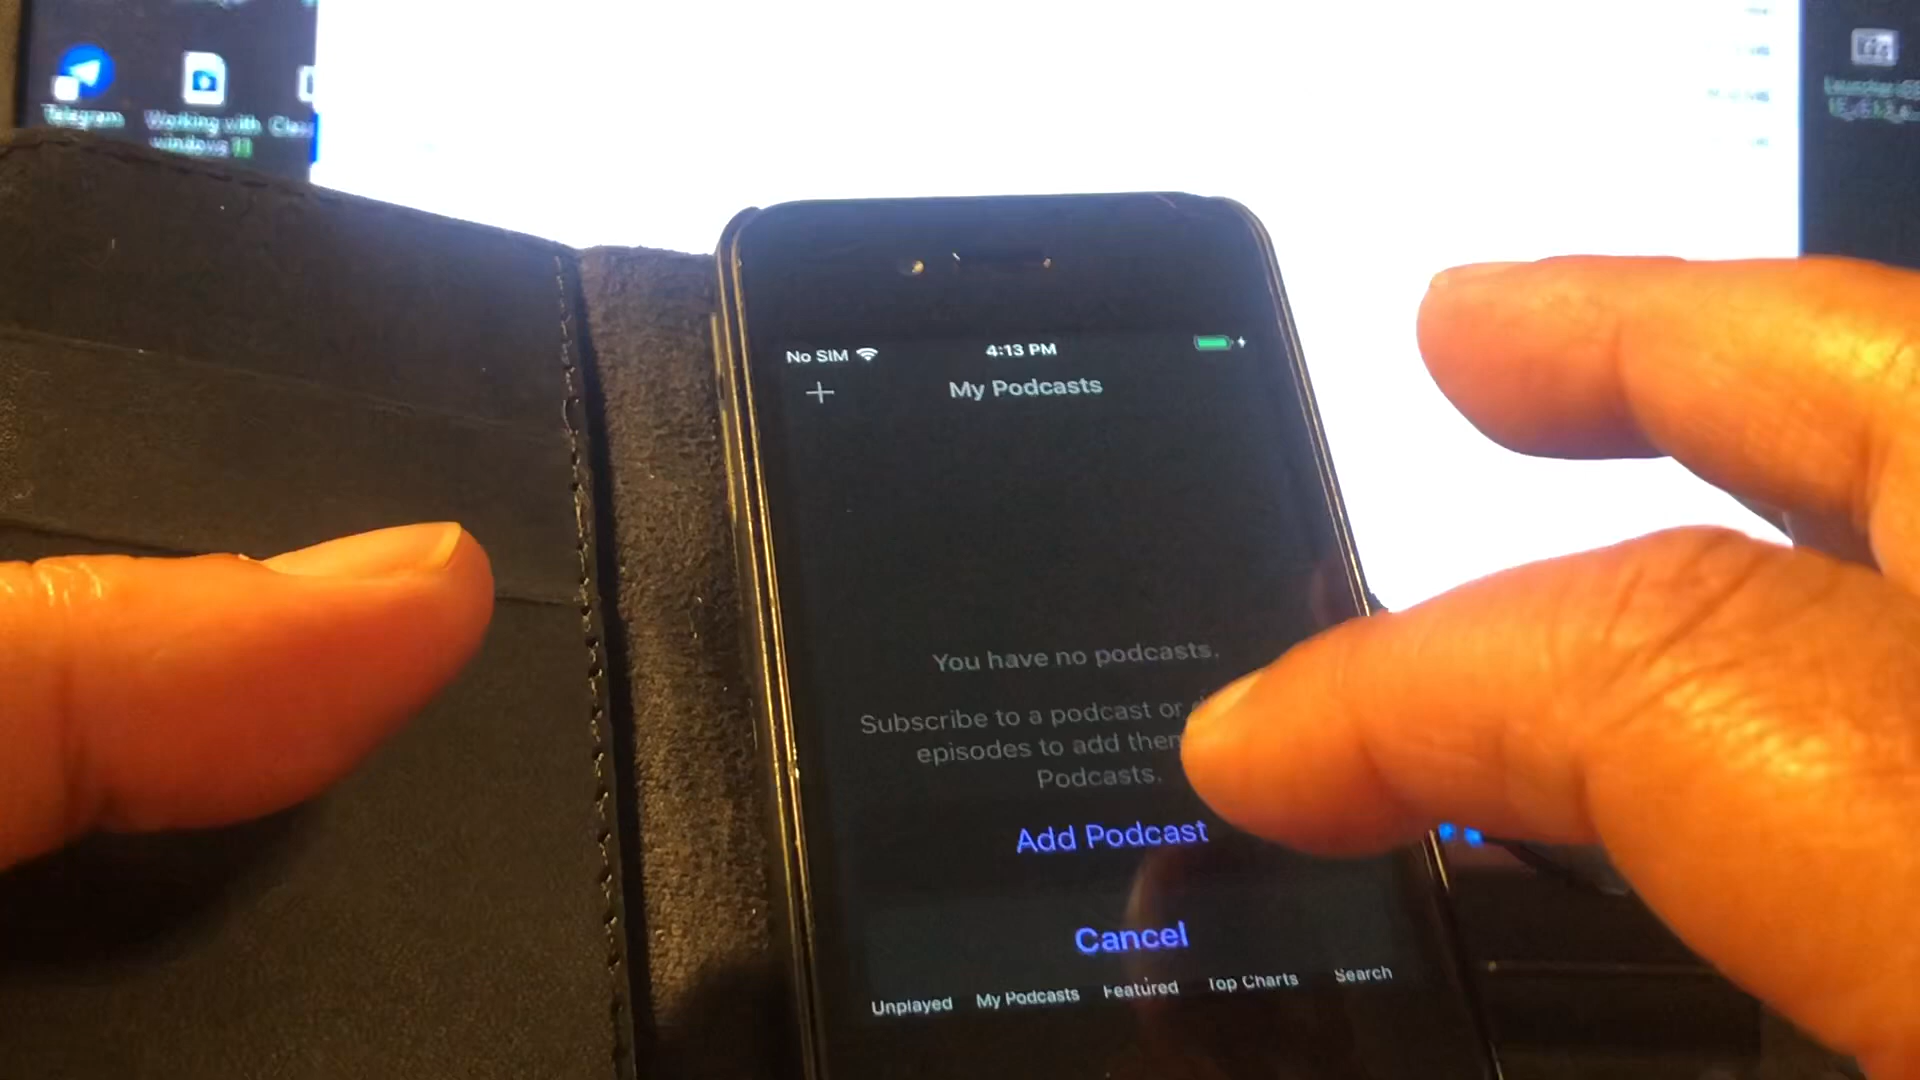 Telegram
Working with
windows 11
No SIM
4:13 PM
My Podcasts
You have no podcasts.
Subscribe to a podcast or
episodes to add
Podcasts.
Add Podcast
Cancel
Unplayed
My Podcasts
Featured
Top Charts
Search